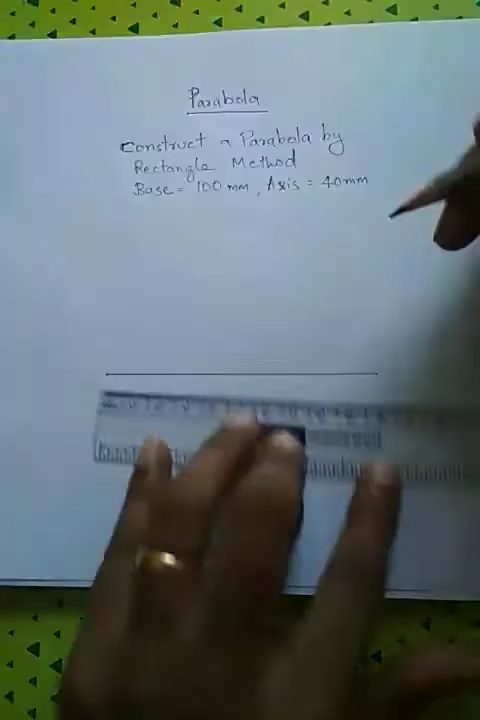 Parabola
Construct a Parabola by
Rectangle Method
Base = 100 mm, Axis = 40mm